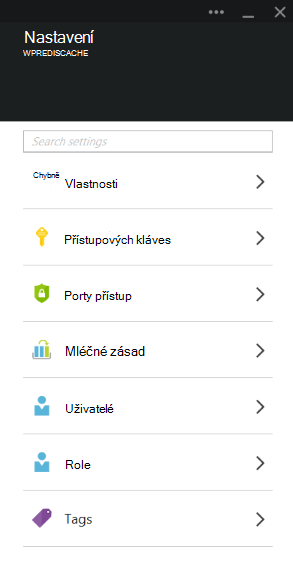 Nastavení
WPREDISCACHE
Search settings
Chybně
Vlastnosti
Přístupových kláves
Porty přístup
Mléčné zásad
Uživatelé
Role
Tags